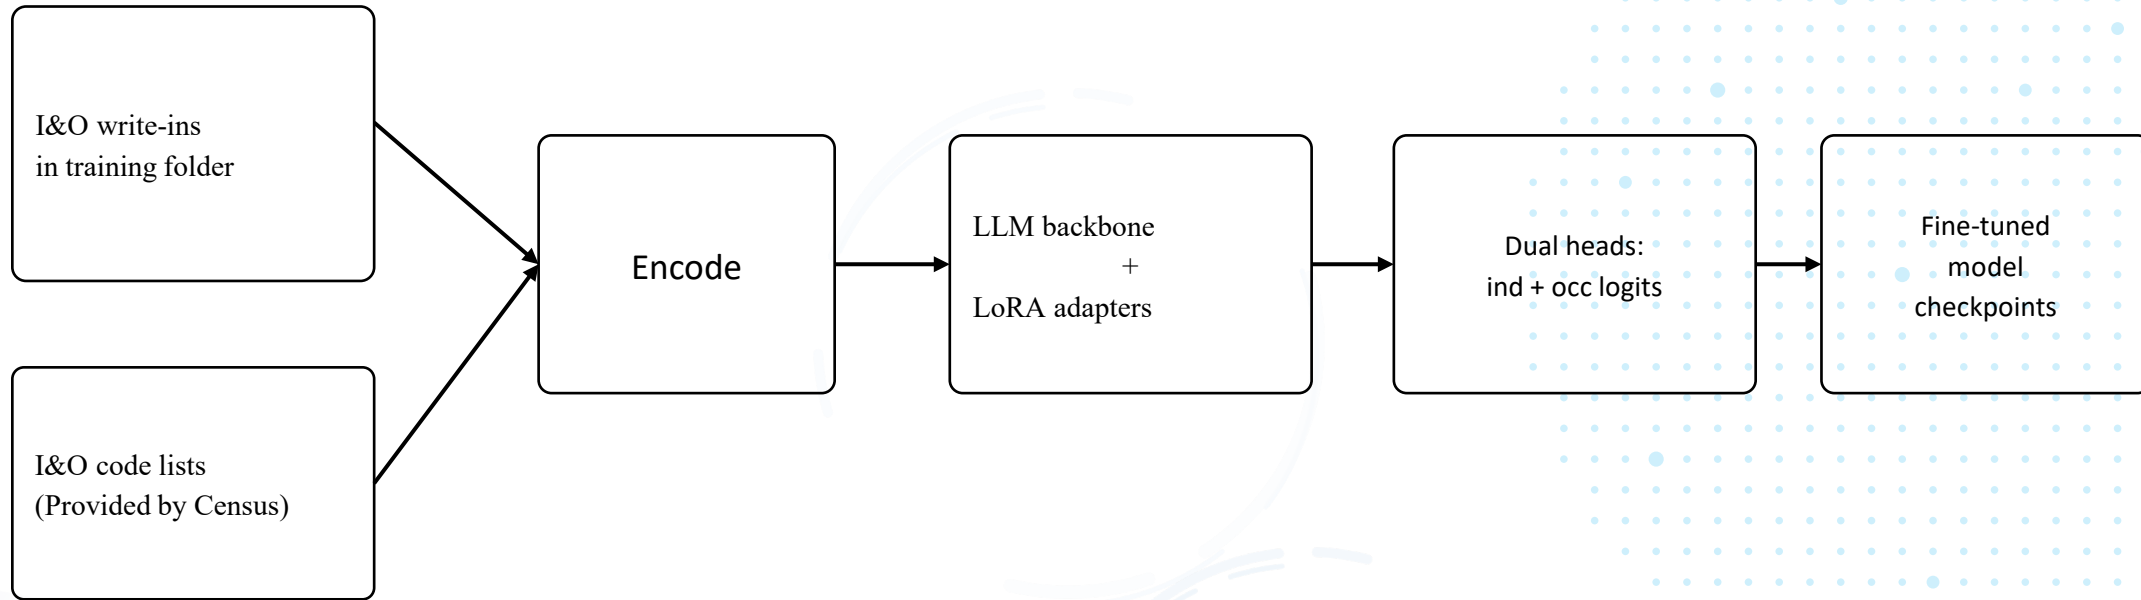 I&O write-ins
in training folder
I&O code lists
(Provided by Census)
Encode
LLM backbone
+
LoRA adapters
Dual heads:
ind + occ logits
Fine-tuned
model
checkpoints